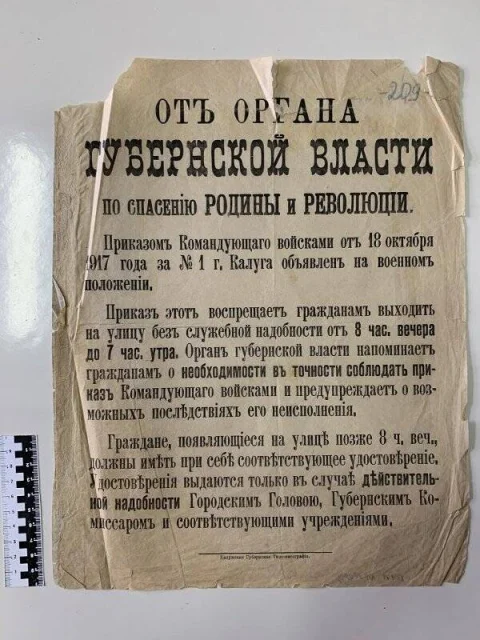 -209-
ОТЪ ОРГАНА
ГУБЕРНСКОЙ ВЛАСТИ
ПО СПАСЕНІЮ РОДИНЫ И РЕВОЛЮЦІИ.
Приказомъ Командующаго войсками отъ 18 октября
1917 года за № 1 г. Калуга объявленъ на военномъ
положеніи.
Приказъ этотъ воспрещаетъ гражданамъ выходить
на улицу безъ служебной надобности отъ 8 час. вечера
до 7 час. утра. Органъ губернской власти напоминаетъ
гражданамъ о необходимости въ точности соблюдать при-
казъ Командующаго войсками и предупреждаетъ о воз-
можныхъ послѣдствіяхъ его неисполненія.
Граждане, появляющіеся на улицѣ позже 8 ч. веч.,
должны имѣть при себѣ соотвѣтствующее удостовѣреніе.
Удостовѣренія выдаются только въ случаѣ дѣйствитель-
ной надобности Городскимъ Головою, Губернскимъ Ко-
миссаромъ и соотвѣтствующими учрежденіями.
Губернская